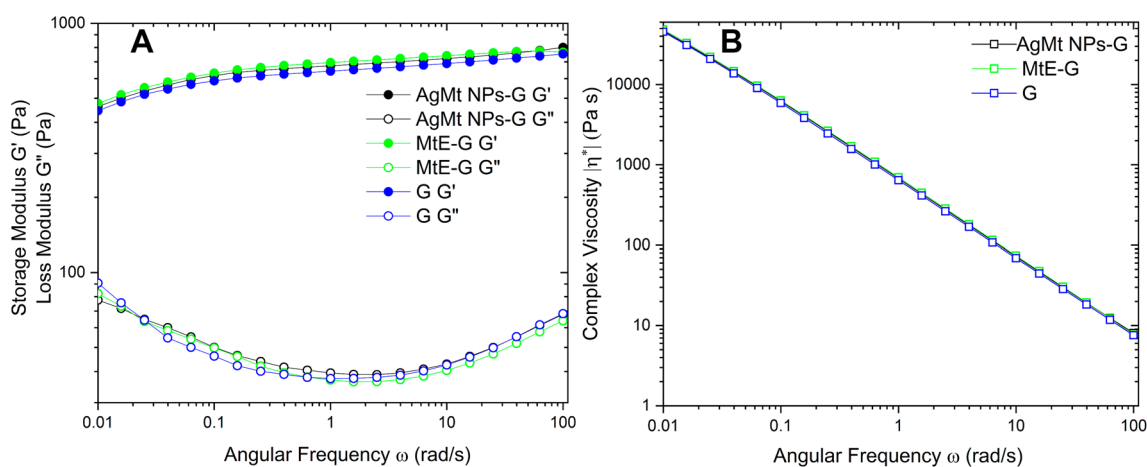 A
1000
100
Storage Modulus G' (Pa)
Loss Modulus G" (Pa)
AgMt NPs-G G'
AgMt NPs-G G"
MtE-G G'
MtE-G G"
G G'
G G"
0.01 0.1 1 10 100
Angular Frequency ω (rad/s)
B
10000
1000
100
10
1
Complex Viscosity |η*| (Pa s)
AgMt NPs-G
MtE-G
G
0.01 0.1 1 10 100
Angular Frequency ω (rad/s)